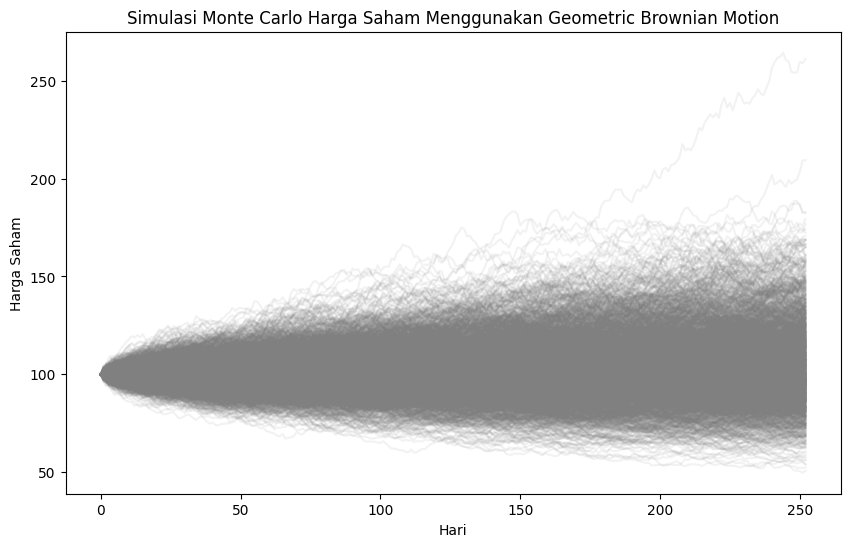 Simulasi Monte Carlo Harga Saham Menggunakan Geometric Brownian Motion
250
200
150
100
50
Harga Saham
0 50 100 150 200 250
Hari